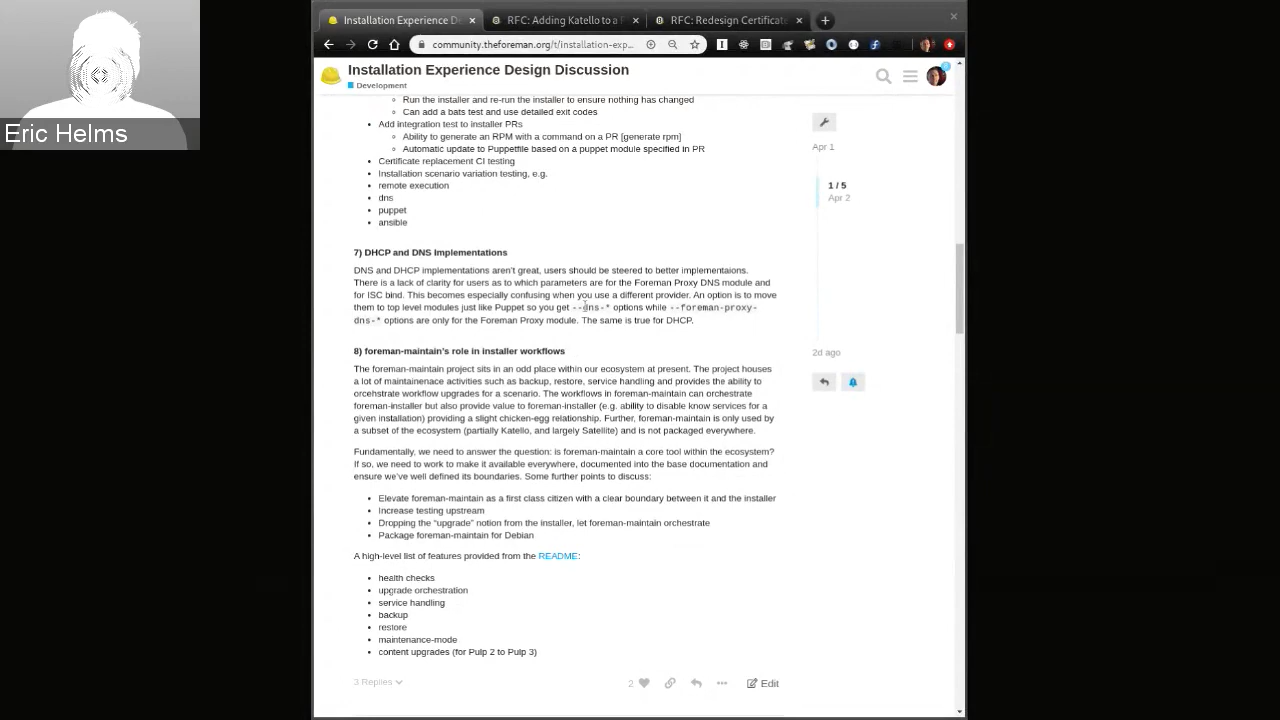 Eric Helms
Installation Experience De
RFC: Adding Katello to a
RFC: Redesign Certificate
community.theforeman.org/t/installation-exp...
Installation Experience Design Discussion
Development
Run the installer and re-run the installer to ensure nothing has changed
Can add a bats test and use detailed exit codes
Add integration test to installer PRs
Ability to generate an RPM with a command on a PR [generate rpm]
Automatic update to Puppetfile based on a puppet module specified in PR
Certificate replacement CI testing
Installation scenario variation testing, e.g.
remote execution
dns
puppet
ansible
7) DHCP and DNS Implementations
DNS and DHCP implementations aren't great, users should be steered to better implementaions.
There is a lack of clarity for users as to which parameters are for the Foreman Proxy DNS module and
for ISC bind. This becomes especially confusing when you use a different provider. An option is to move
them to top level modules just like Puppet so you get --dns-* options while --foreman-proxy-
dns-* options are only for the Foreman Proxy module. The same is true for DHCP.
8) foreman-maintain's role in installer workflows
The foreman-maintain project sits in an odd place within our ecosystem at present. The project houses
a lot of maintainenace activities such as backup, restore, service handling and provides the ability to
orcehstrate workflow upgrades for a scenario. The workflows in foreman-maintain can orchestrate
foreman-installer but also provide value to foreman-installer (e.g. ability to disable know services for a
given installation) providing a slight chicken-egg relationship. Further, foreman-maintain is only used by
a subset of the ecosystem (partially Katello, and largely Satellite) and is not packaged everywhere.
Fundamentally, we need to answer the question: is foreman-maintain a core tool within the ecosystem?
If so, we need to work to make it available everywhere, documented into the base documentation and
ensure we've well defined its boundaries. Some further points to discuss:
Elevate foreman-maintain as a first class citizen with a clear boundary between it and the installer
Increase testing upstream
Dropping the "upgrade" notion from the installer, let foreman-maintain orchestrate
Package foreman-maintain for Debian
A high-level list of features provided from the README:
health checks
upgrade orchestration
service handling
backup
restore
maintenance-mode
content upgrades (for Pulp 2 to Pulp 3)
3 Replies
2
Edit
Apr 1
1 / 5
Apr 2
2d ago